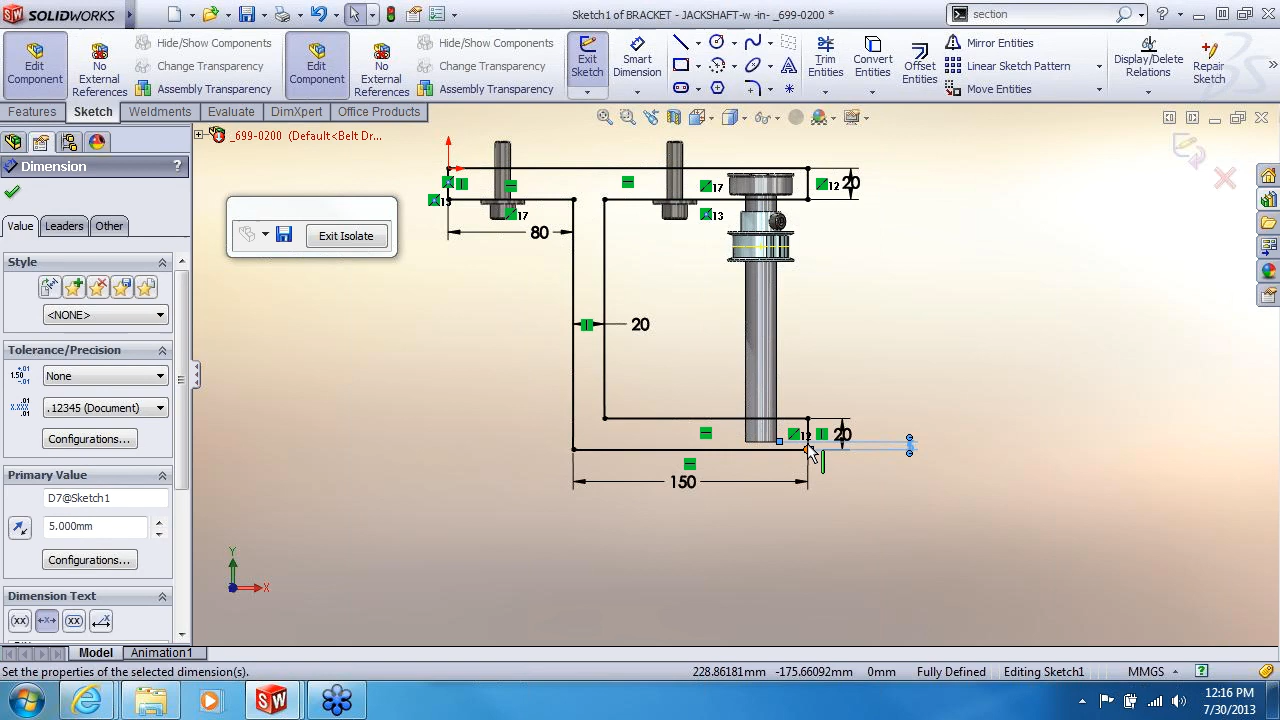 SOLIDWORKS
Sketch1 of BRACKET - JACKSHAFT-w -in- _699-0200 *
section
Edit Component
No External References
Hide/Show Components
Change Transparency
Assembly Transparency
Edit Component
No External References
Hide/Show Components
Change Transparency
Assembly Transparency
Exit Sketch
Smart Dimension
Trim Entities
Convert Entities
Offset Entities
Mirror Entities
Linear Sketch Pattern
Move Entities
Display/Delete Relations
Repair Sketch
Features
Sketch
Weldments
Evaluate
DimXpert
Office Products
_699-0200 (Default<Belt Dr...
Dimension
?
Value
Leaders
Other
Style
<NONE>
Tolerance/Precision
None
.12345 (Document)
Configurations...
Primary Value
D7@Sketch1
5.000mm
Configurations...
Dimension Text
Exit Isolate
17
12
20
13
17
13
80
20
12
20
150
Y
X
Model
Animation1
Set the properties of the selected dimension(s).
228.86181mm
-175.66092mm
0mm
Fully Defined
Editing Sketch1
MMGS
12:16 PM
7/30/2013